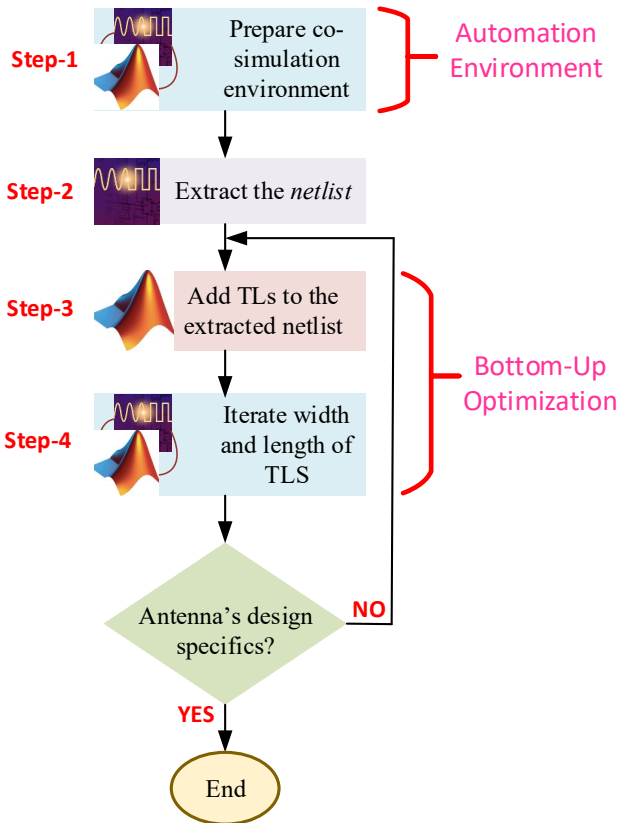 Step-1
Prepare co-
simulation
environment
Automation
Environment
Step-2
Extract the netlist
Step-3
Add TLs to the
extracted netlist
Bottom-Up
Optimization
Step-4
Iterate width
and length of
TLS
Antenna's design
specifics?
NO
YES
End